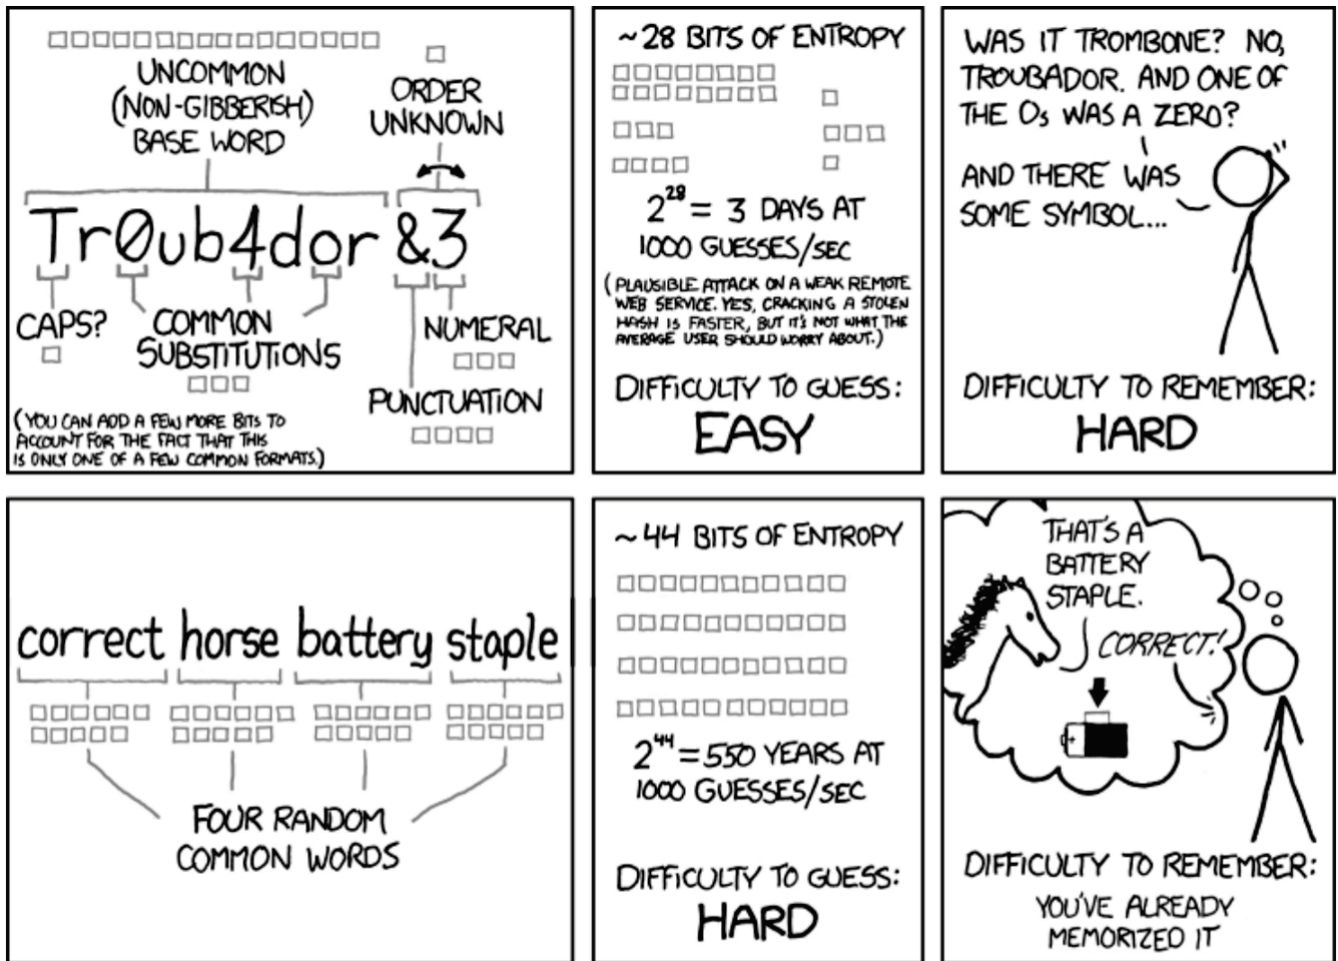 UNCOMMON
(NON-GIBBERISH)
BASE WORD
ORDER
UNKNOWN
Tr0ub4dor &3
CAPS?
COMMON
SUBSTITUTIONS
NUMERAL
PUNCTUATION
(YOU CAN ADD A FEW MORE BITS TO
ACCOUNT FOR THE FACT THAT THIS
IS ONLY ONE OF A FEW COMMON FORMATS.)
~28 BITS OF ENTROPY
2^28 = 3 DAYS AT
1000 GUESSES/SEC
(PLAUSIBLE ATTACK ON A WEAK REMOTE
WEB SERVICE. YES, CRACKING A STOLEN
HASH IS FASTER, BUT IT'S NOT WHAT THE
AVERAGE USER SHOULD WORRY ABOUT.)
DIFFICULTY TO GUESS:
EASY
WAS IT TROMBONE? NO,
TROUBADOR. AND ONE OF
THE Os WAS A ZERO?
AND THERE WAS
SOME SYMBOL...
DIFFICULTY TO REMEMBER:
HARD
correct horse battery staple
FOUR RANDOM
COMMON WORDS
~44 BITS OF ENTROPY
2^44 = 550 YEARS AT
1000 GUESSES/SEC
DIFFICULTY TO GUESS:
HARD
THAT'S A
BATTERY
STAPLE.
CORRECT!
DIFFICULTY TO REMEMBER:
YOU'VE ALREADY
MEMORIZED IT